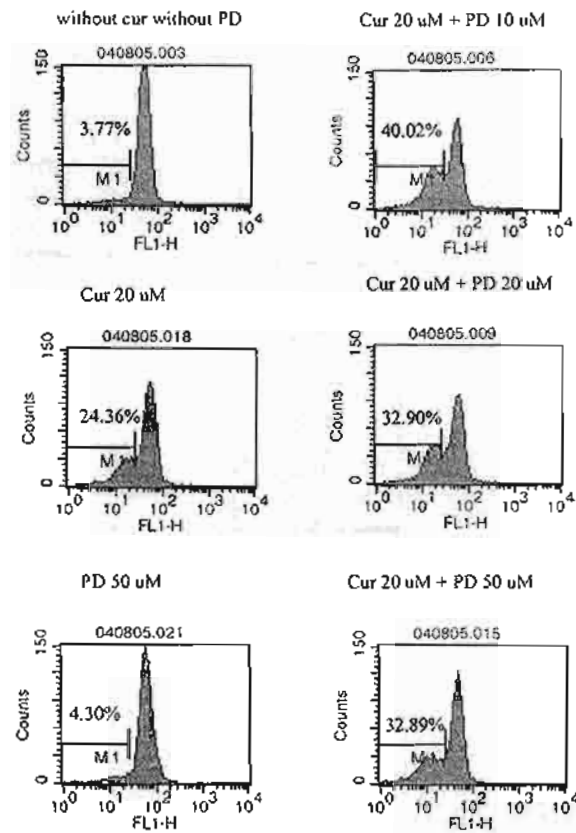 without cur without PD
040805.003
150
Counts
3.77%
M1
0
10^0 10^1 10^2 10^3 10^4
FL1-H
Cur 20 uM + PD 10 uM
040805.006
150
Counts
40.02%
M
0
10^0 10^1 10^2 10^3 10^4
FL1-H
Cur 20 uM
040805.018
150
Counts
24.36%
M1
0
10^0 10^1 10^2 10^3 10^4
FL1-H
Cur 20 uM + PD 20 uM
040805.009
150
Counts
32.90%
M
0
10^0 10^1 10^2 10^3 10^4
FL1-H
PD 50 uM
040805.021
150
Counts
4.30%
M1
0
10^0 10^1 10^2 10^3 10^4
FL1-H
Cur 20 uM + PD 50 uM
040805.015
150
Counts
32.89%
M1
0
10^0 10^1 10^2 10^3 10^4
FL1-H